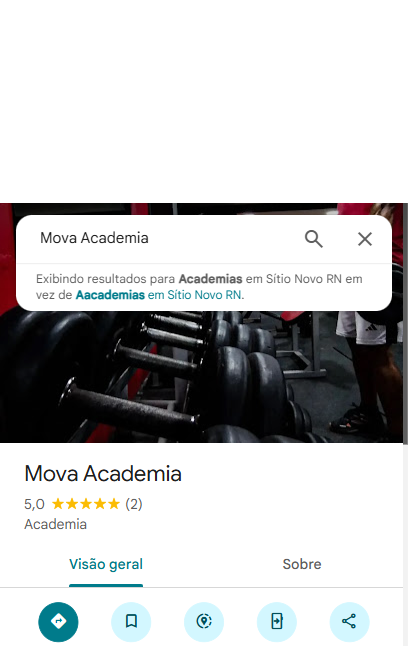 Mova Academia
Exibindo resultados para Academias em Sítio Novo RN em
vez de Aacademias em Sítio Novo RN.
Mova Academia
5,0 (2)
Academia
Visão geral
Sobre